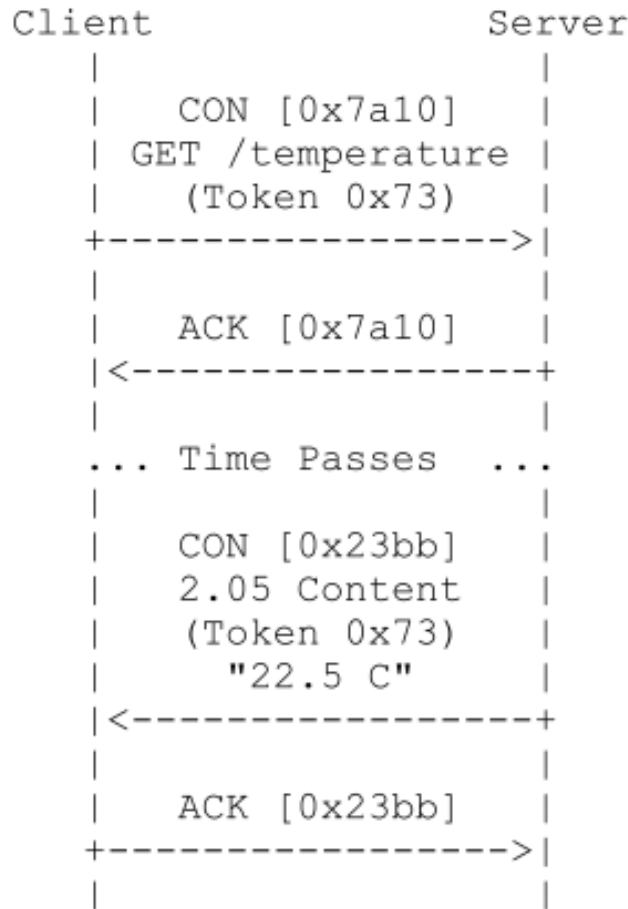 Client Server
CON [0x7a10]
GET /temperature
(Token 0x73)
ACK [0x7a10]
... Time Passes ...
CON [0x23bb]
2.05 Content
(Token 0x73)
"22.5 C"
ACK [0x23bb]